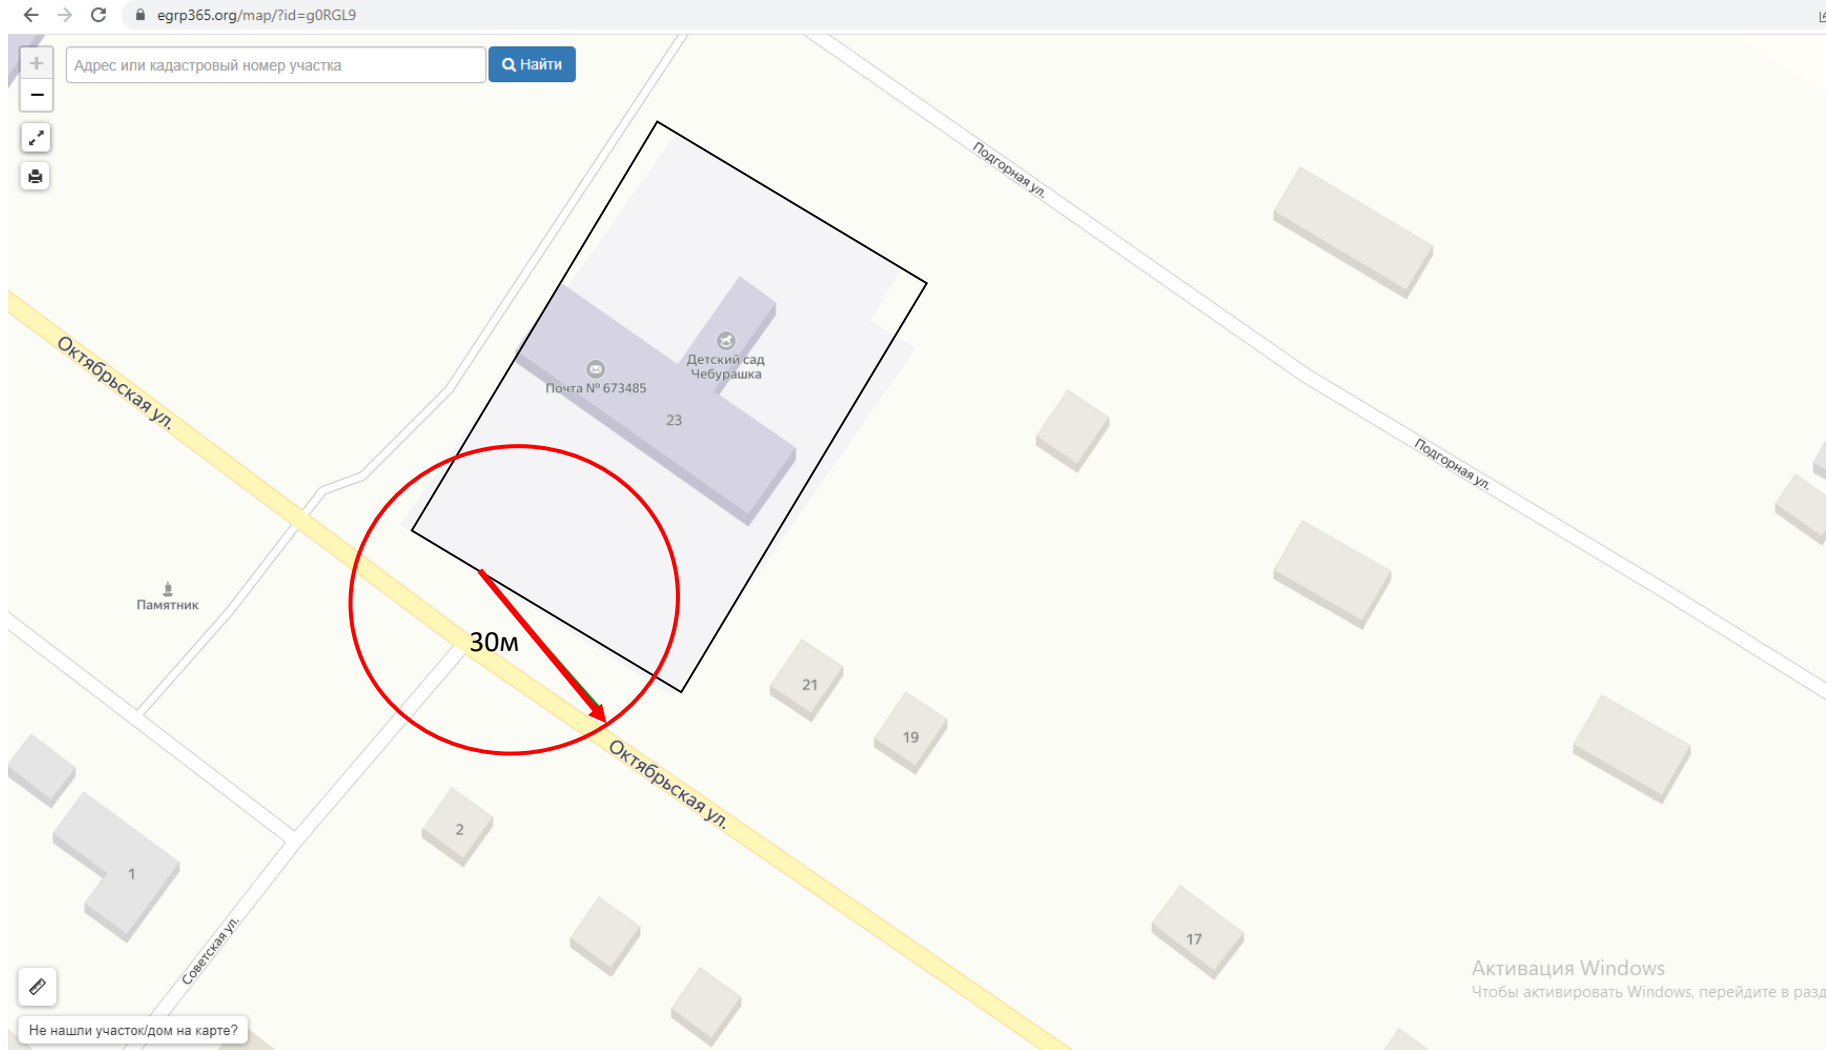 egrp365.org/map/?id=g0RGL9
Адрес или кадастровый номер участка
Найти
Подгорная ул.
Октябрьская ул.
Детский сад
Чебурашка
Почта № 673485
23
Подгорная ул.
Памятник
30м
21
19
Октябрьская ул.
2
1
17
Советская ул.
Активация Windows
Чтобы активировать Windows, перейдите в разд
Не нашли участок/дом на карте?